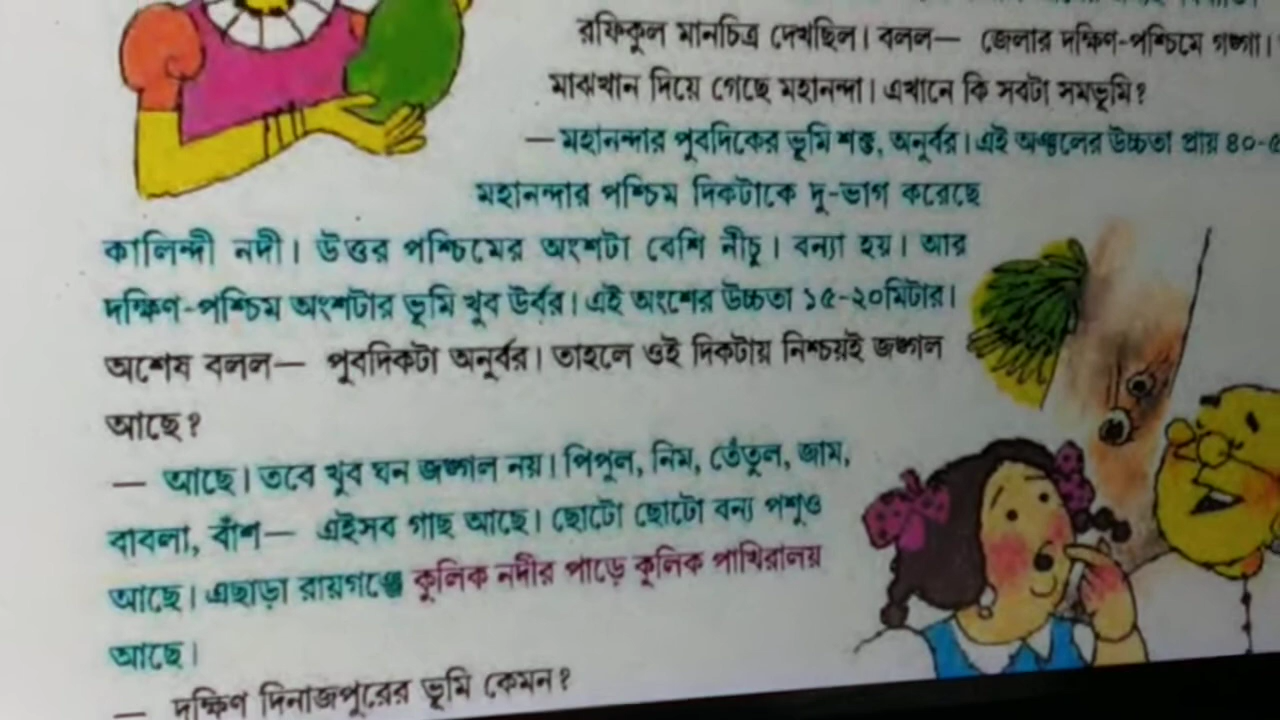 রফিকুল মানচিত্র দেখছিল। বলল— জেলার দক্ষিণ-পশ্চিমে গঙ্গা।
মাঝখান দিয়ে গেছে মহানন্দা। এখানে কি সবটা সমভূমি?
— মহানন্দার পুবদিকের ভূমি শক্ত, অনুর্বর। এই অঞ্চলের উচ্চতা প্রায় ৪০-
মহানন্দার পশ্চিম দিকটাকে দু-ভাগ করেছে
কালিন্দী নদী। উত্তর পশ্চিমের অংশটা বেশি নীচু। বন্যা হয়। আর
দক্ষিণ-পশ্চিম অংশটার ভূমি খুব উর্বর। এই অংশের উচ্চতা ১৫-২০মিটার।
অশেষ বলল— পুবদিকটা অনুর্বর। তাহলে ওই দিকটায় নিশ্চয়ই জঙ্গল
আছে?
— আছে। তবে খুব ঘন জঙ্গল নয়। পিপুল, নিম, তেঁতুল, জাম,
বাবলা, বাঁশ— এইসব গাছ আছে। ছোটো ছোটো বন্য পশুও
আছে। এছাড়া রায়গঞ্জে কুলিক নদীর পাড়ে কুলিক পাখিরালয়
আছে।
— দক্ষিণ দিনাজপুরের ভূমি কেমন?